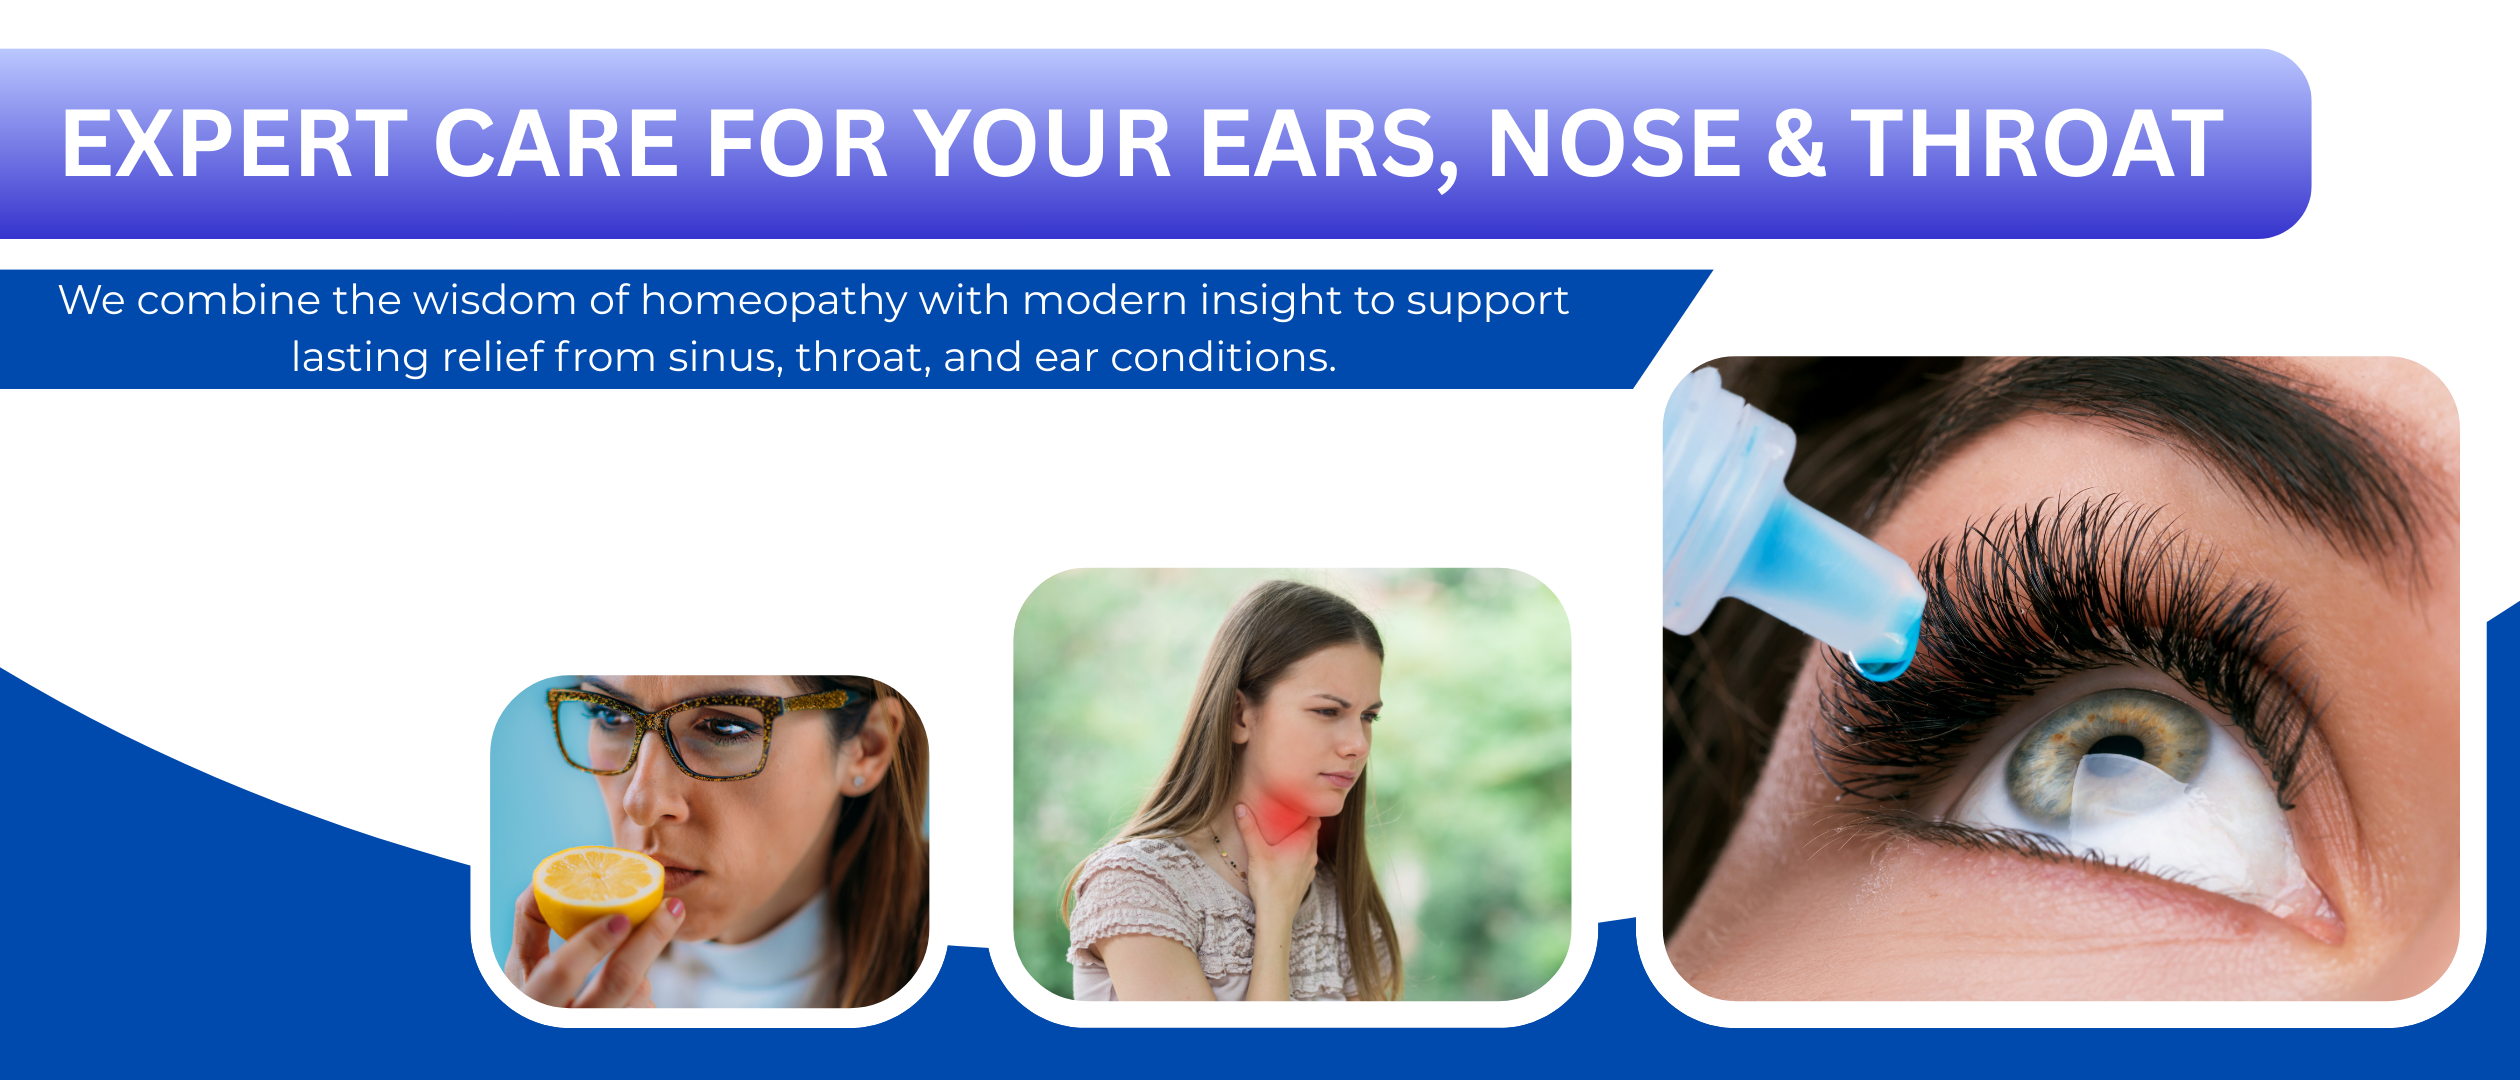 EXPERT CARE FOR YOUR EARS, NOSE & THROAT
We combine the wisdom of homeopathy with modern insight to support
lasting relief from sinus, throat, and ear conditions.